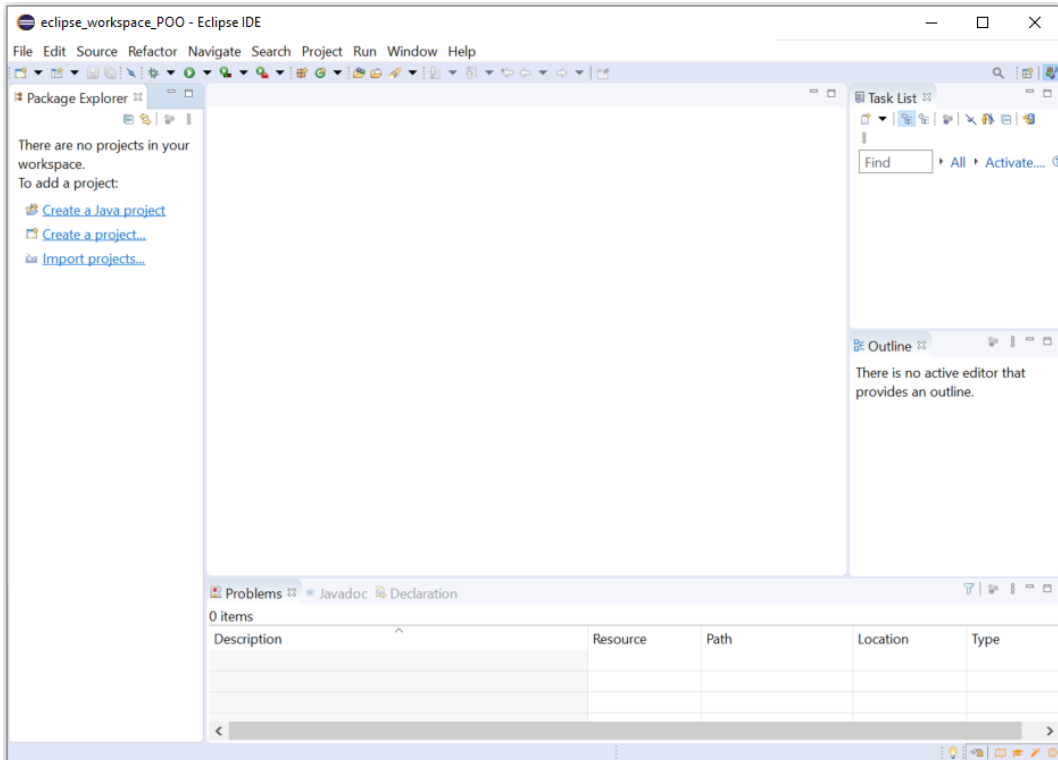 eclipse_workspace_POO - Eclipse IDE
File Edit Source Refactor Navigate Search Project Run Window Help
Package Explorer
There are no projects in your
workspace.
To add a project:
Create a Java project
Create a project...
Import projects...
Task List
Find
All
Activate....
Outline
There is no active editor that
provides an outline.
Problems Javadoc Declaration
0 items
Description Resource Path Location Type